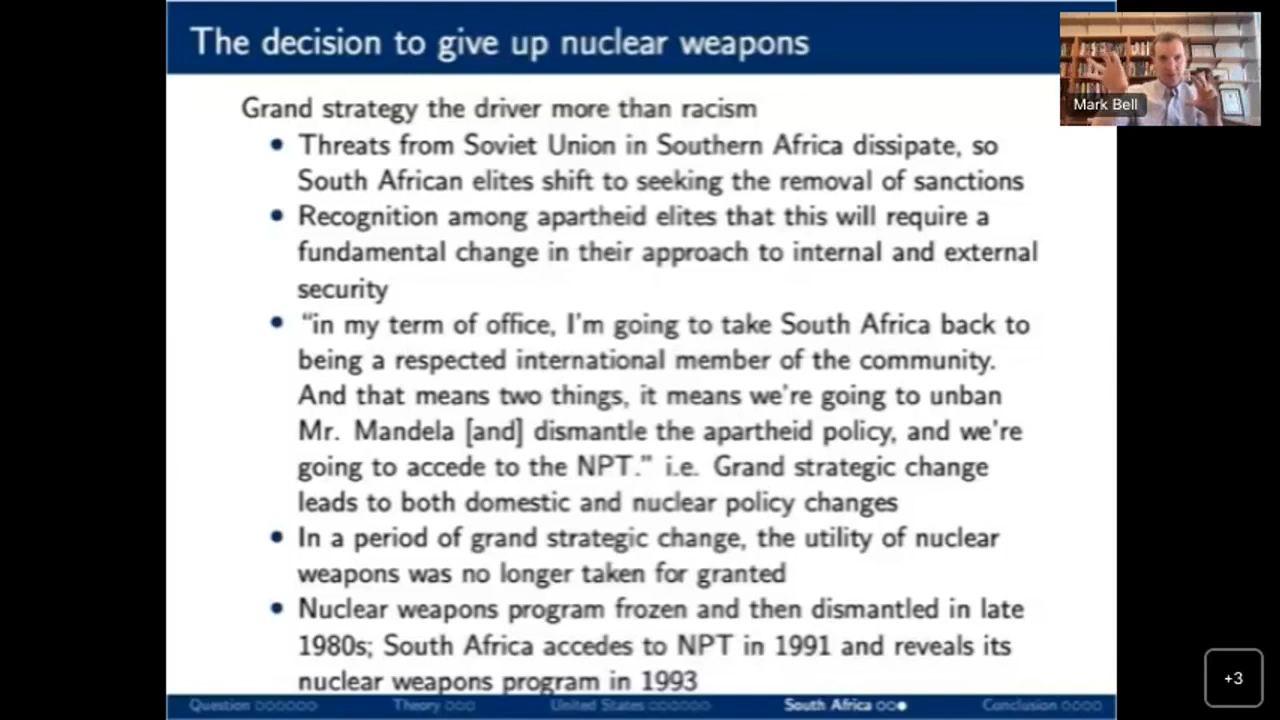 The decision to give up nuclear weapons
Mark Bell
Grand strategy the driver more than racism
• Threats from Soviet Union in Southern Africa dissipate, so
South African elites shift to seeking the removal of sanctions
• Recognition among apartheid elites that this will require a
fundamental change in their approach to internal and external
security
• "in my term of office, I'm going to take South Africa back to
being a respected international member of the community.
And that means two things, it means we're going to unban
Mr. Mandela [and] dismantle the apartheid policy, and we're
going to accede to the NPT." i.e. Grand strategic change
leads to both domestic and nuclear policy changes
• In a period of grand strategic change, the utility of nuclear
weapons was no longer taken for granted
• Nuclear weapons program frozen and then dismantled in late
1980s; South Africa accedes to NPT in 1991 and reveals its
nuclear weapons program in 1993
+3
Question Theory United States South Africa Conclusion